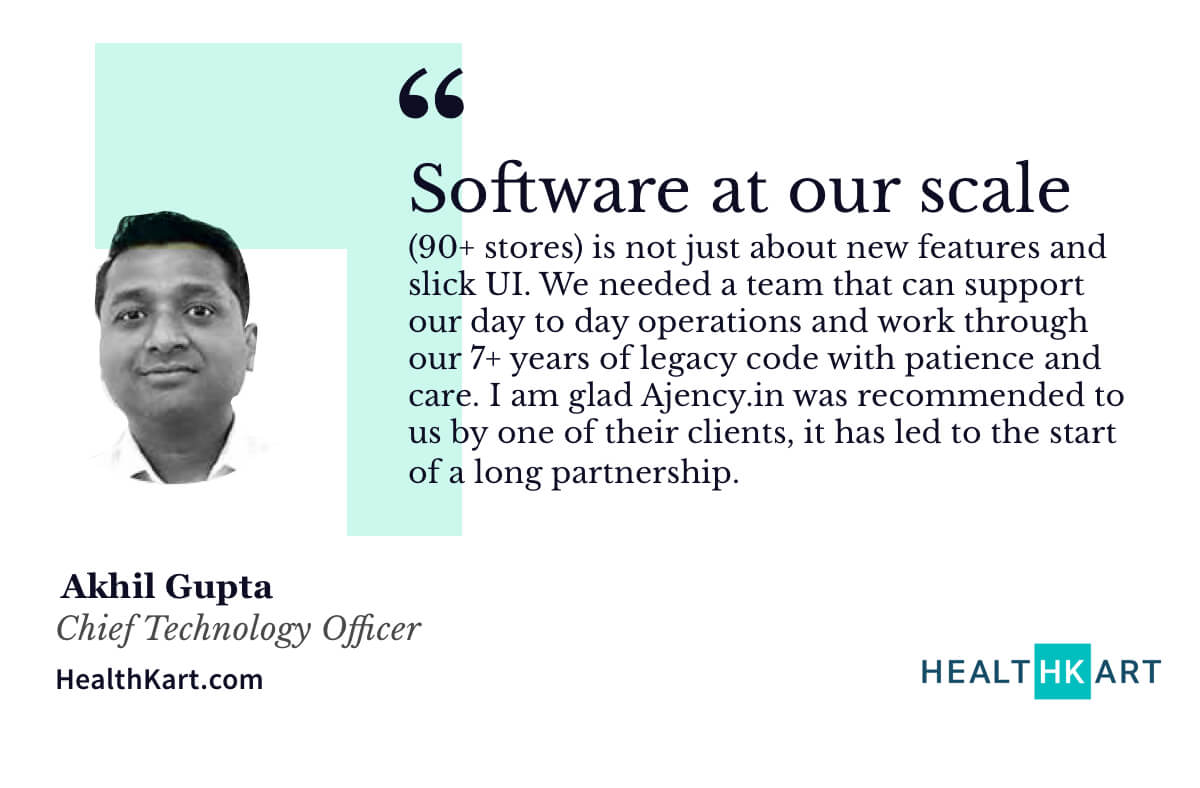 “
Software at our scale
(90+ stores) is not just about new features and
slick UI. We needed a team that can support
our day to day operations and work through
our 7+ years of legacy code with patience and
care. I am glad Ajency.in was recommended to
us by one of their clients, it has led to the start
of a long partnership.
Akhil Gupta
Chief Technology Officer
HealthKart.com
HEALTHKART